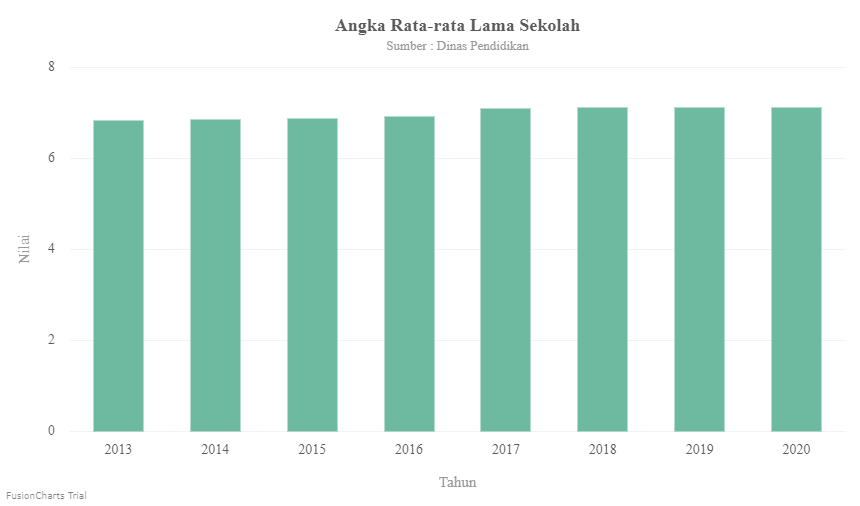 Angka Rata-rata Lama Sekolah
Sumber : Dinas Pendidikan
8
6
4
2
0
Nilai
2013 2014 2015 2016 2017 2018 2019 2020
Tahun
FusionCharts Trial